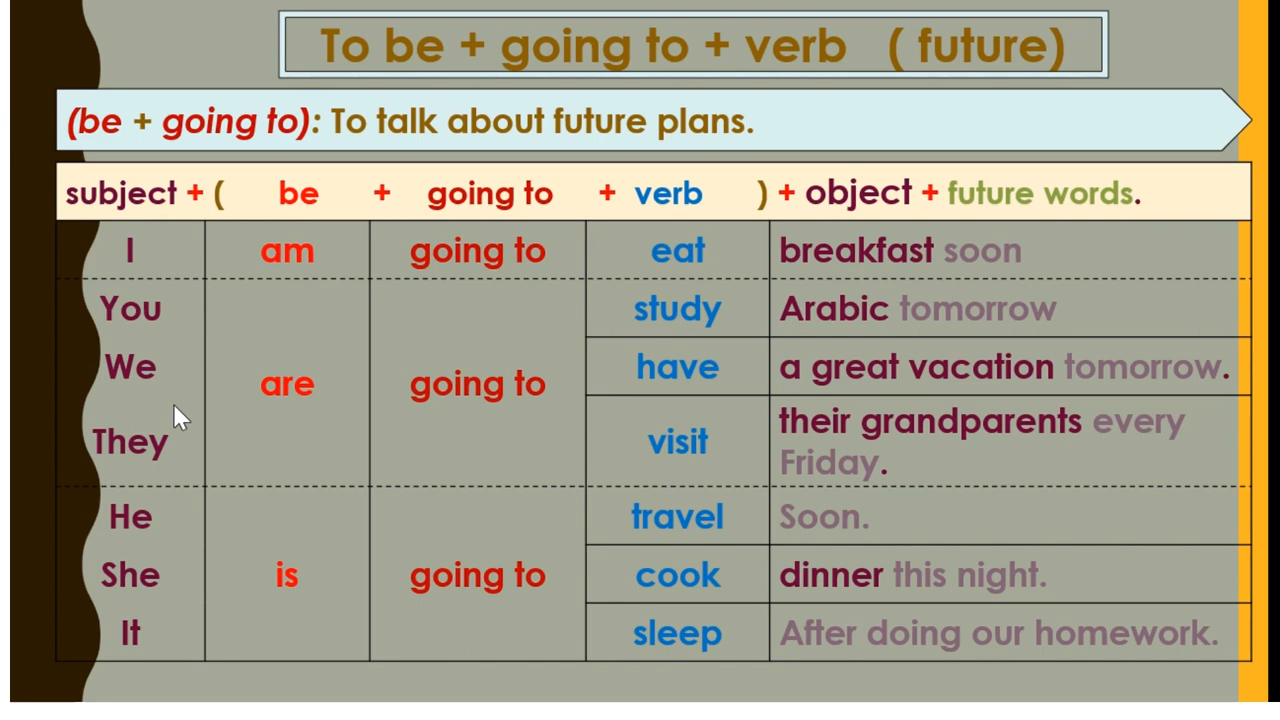 To be + going to + verb ( future)
(be + going to): To talk about future plans.
subject + ( be + going to + verb ) + object + future words.
I am going to eat breakfast soon
You study Arabic tomorrow
We have a great vacation tomorrow.
are going to
They visit their grandparents every
Friday.
He travel Soon.
She is going to cook dinner this night.
It sleep After doing our homework.